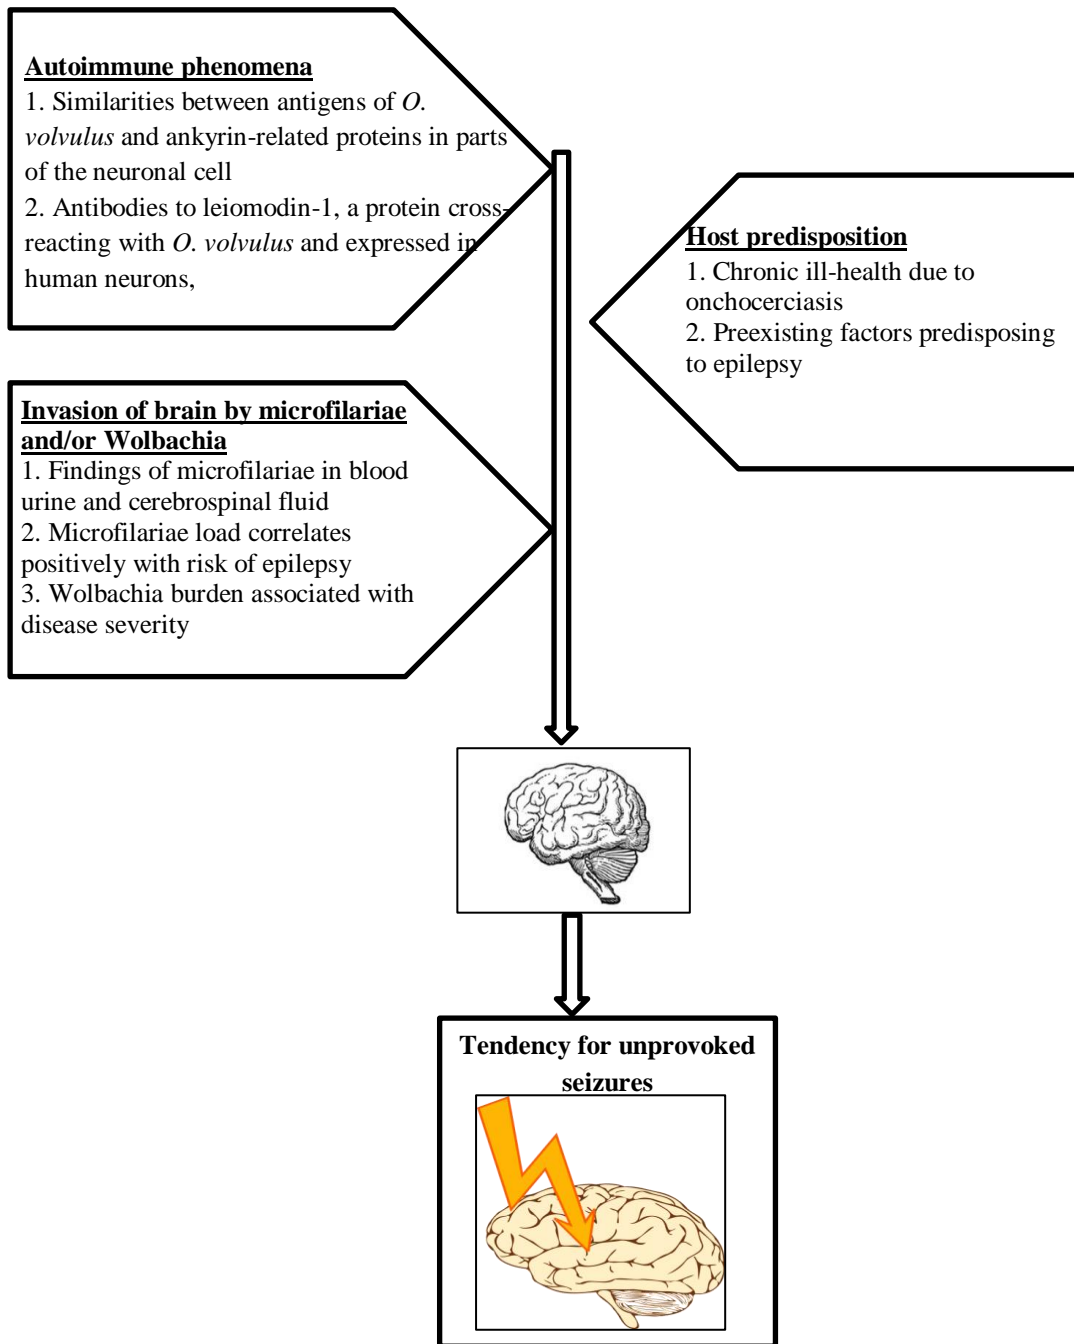 Autoimmune phenomena
1. Similarities between antigens of O.
volvulus and ankyrin-related proteins in parts
of the neuronal cell
2. Antibodies to leiomodin-1, a protein cross-
reacting with O. volvulus and expressed in
human neurons,
Host predisposition
1. Chronic ill-health due to
onchocerciasis
2. Preexisting factors predisposing
to epilepsy
Invasion of brain by microfilariae
and/or Wolbachia
1. Findings of microfilariae in blood
urine and cerebrospinal fluid
2. Microfilariae load correlates
positively with risk of epilepsy
3. Wolbachia burden associated with
disease severity
Tendency for unprovoked
seizures